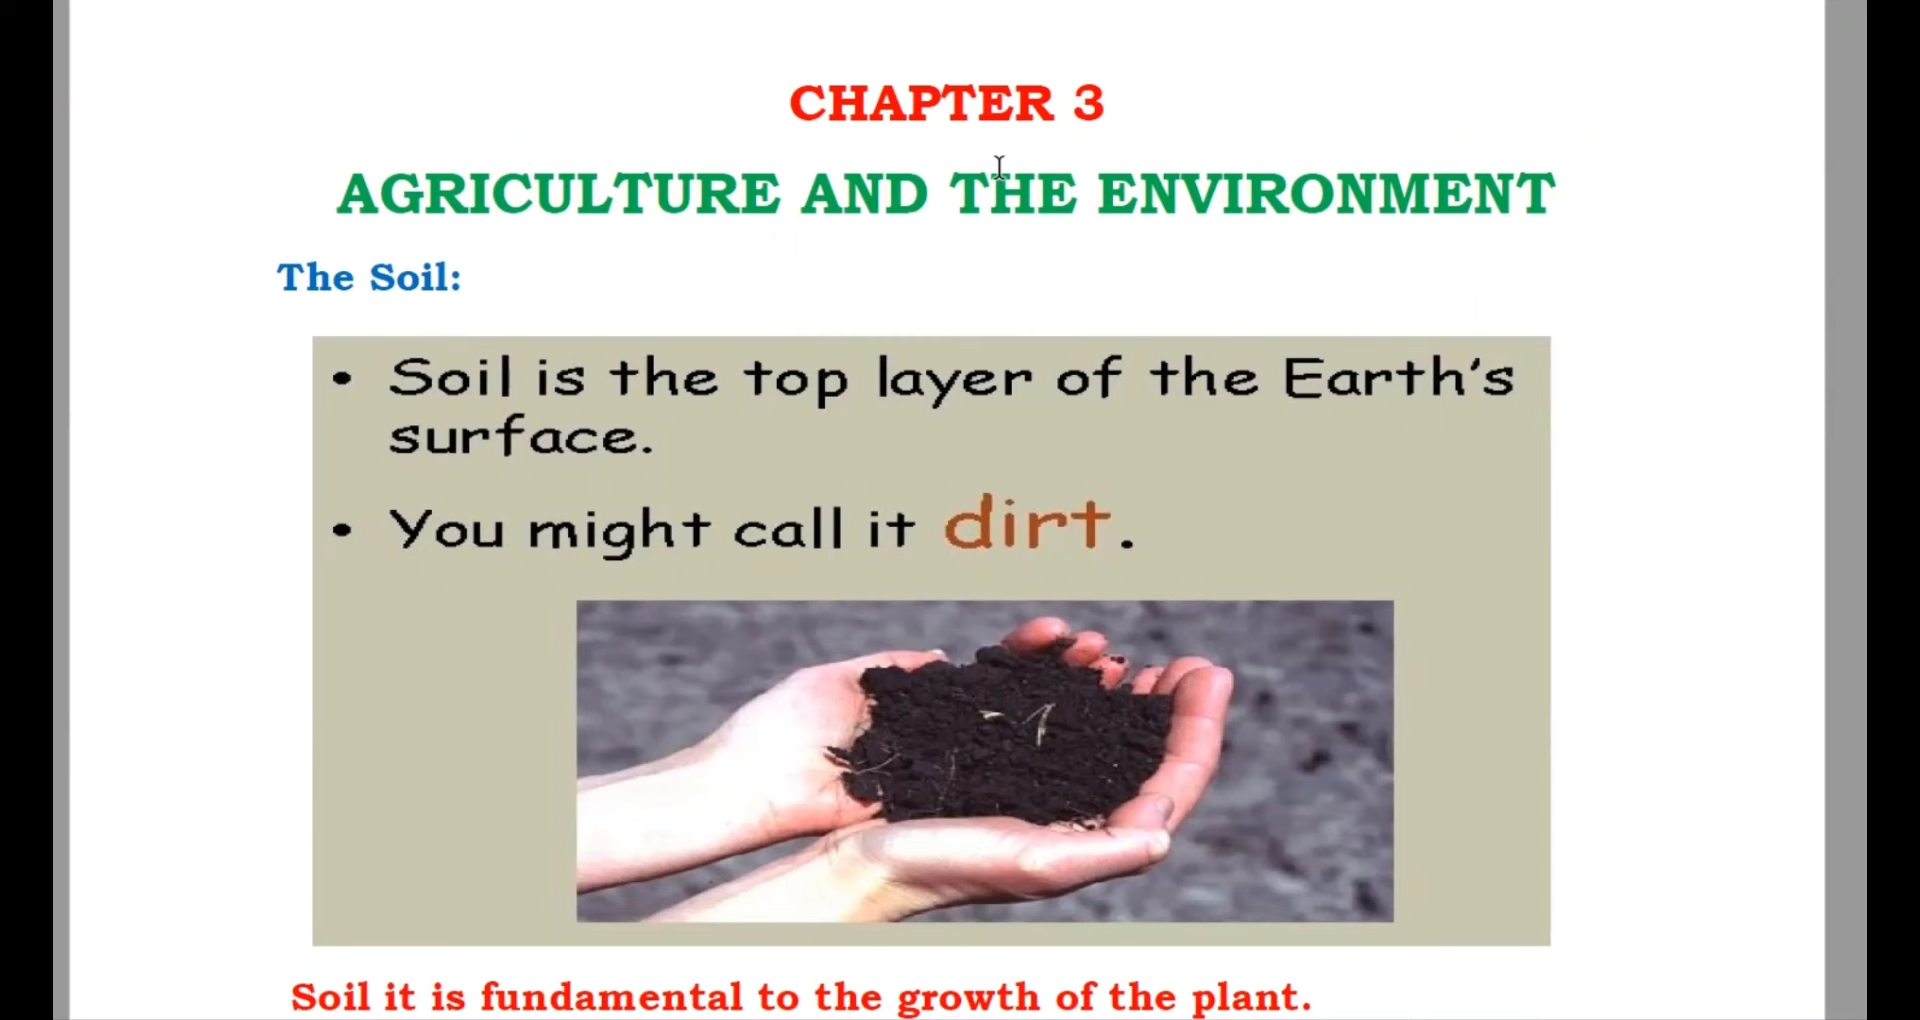 CHAPTER 3
AGRICULTURE AND THE ENVIRONMENT
The Soil:
• Soil is the top layer of the Earth's
surface.
• You might call it dirt.
Soil it is fundamental to the growth of the plant.